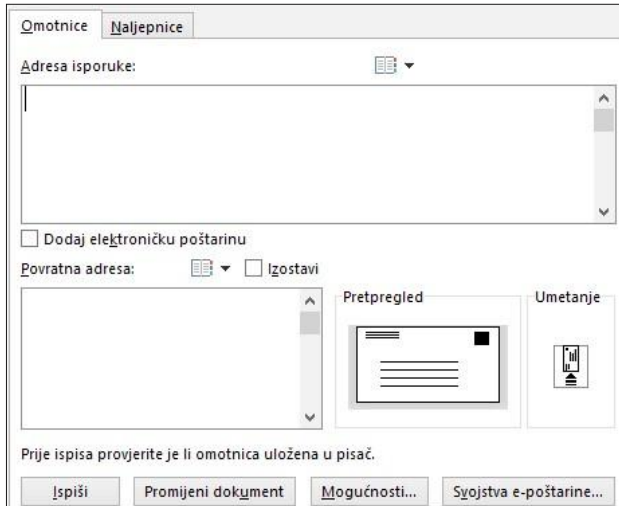 Omotnice Naljepnice
Adresa isporuke:
Dodaj elektroničku poštarinu
Povratna adresa: Izostavi
Pretpregled Umetanje
Prije ispisa provjerite je li omotnica uložena u pisač.
Ispiši Promijeni dokument Mogućnosti... Svojstva e-poštarine...